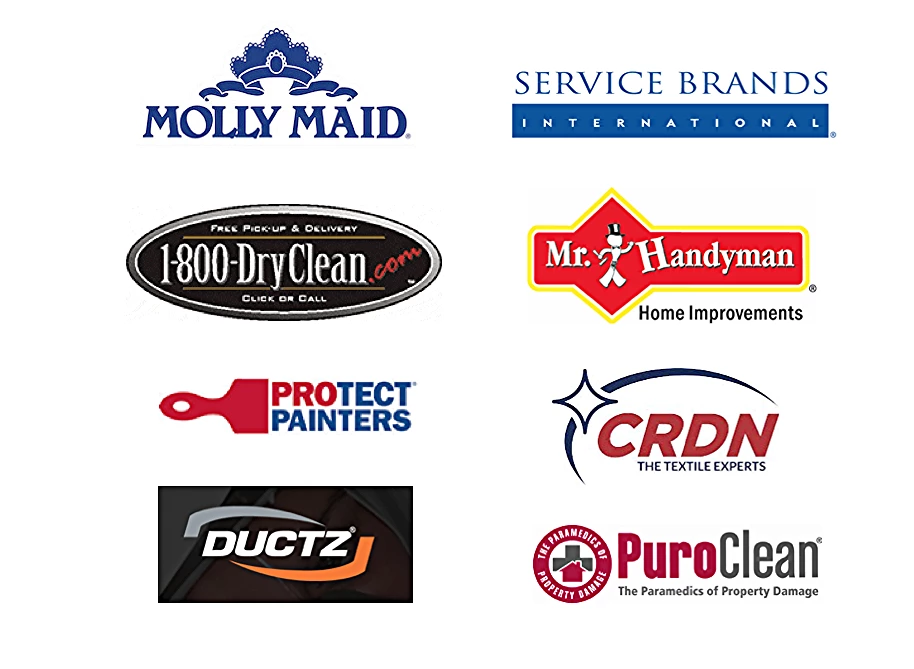 MOLLY MAID®
SERVICE BRANDS
INTERNATIONAL®
FREE PICK-UP & DELIVERY
1-800-DryClean.com™
CLICK OR CALL
Mr. Handyman®
Home Improvements
PROTECT®
PAINTERS
CRDN
THE TEXTILE EXPERTS
DUCTZ®
THE PARAMEDICS OF
PROPERTY DAMAGE
PuroClean®
The Paramedics of Property Damage